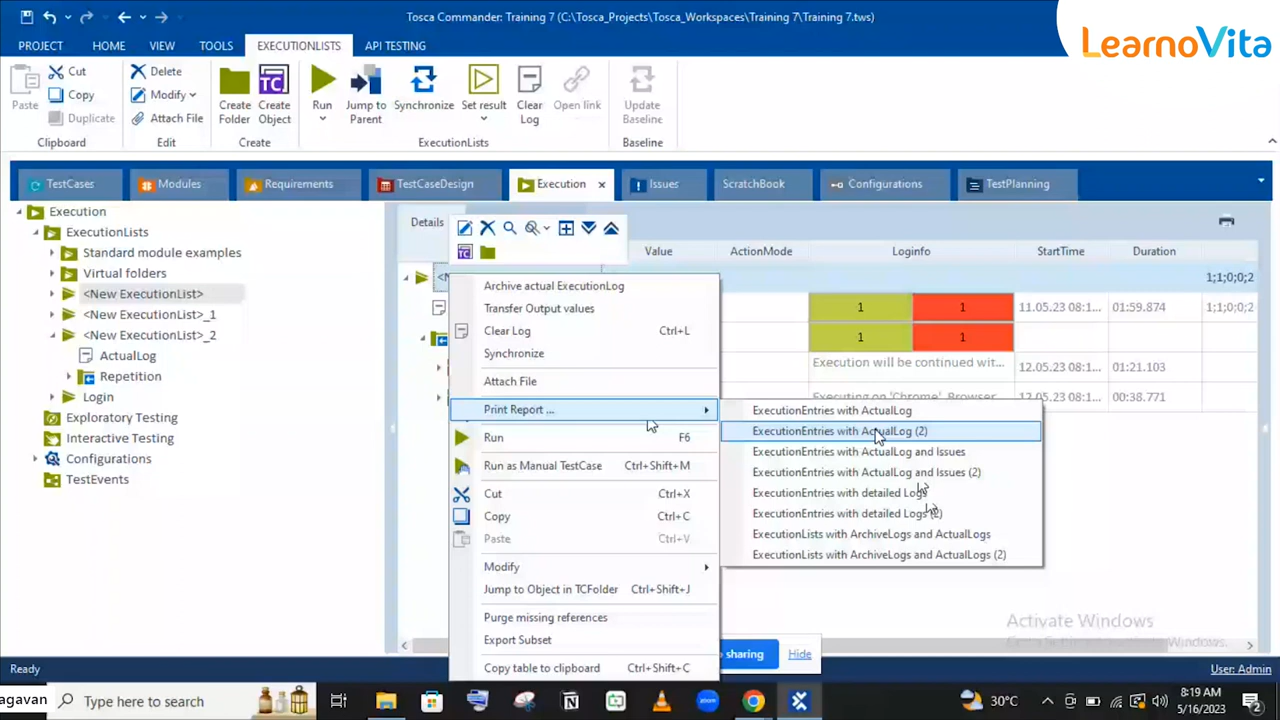 Tosca Commander: Training 7 (C:\Tosca_Projects\Tosca_Workspaces\Training 7\Training 7.tws)
LearnoVita
PROJECT HOME VIEW TOOLS EXECUTIONLISTS API TESTING
Paste
Cut
Copy
Duplicate
Clipboard
Delete
Modify
Attach File
Edit
Create Folder
Create Object
Create
Run
Jump to Parent
Synchronize
Set result
Clear Log
Open link
ExecutionLists
Update Baseline
Baseline
TestCases Modules Requirements TestCaseDesign Execution x Issues ScratchBook Configurations TestPlanning
Execution
ExecutionLists
Standard module examples
Virtual folders
<New ExecutionList>
<New ExecutionList>_1
<New ExecutionList>_2
ActualLog
Repetition
Login
Exploratory Testing
Interactive Testing
Configurations
TestEvents
Details
Value ActionMode Loginfo StartTime Duration
1;1;0;0;2
1 1 11.05.23 08:1... 01:59.874 1;1;0;0;2
1 1
Execution will be continued wit... 12.05.23 08:1... 01:21.103
Executing on 'Chrome' Browser 12.05.23 08:1... 00:38.771
Archive actual ExecutionLog
Transfer Output values
Clear Log Ctrl+L
Synchronize
Attach File
Print Report ...
Run F6
Run as Manual TestCase Ctrl+Shift+M
Cut Ctrl+X
Copy Ctrl+C
Paste Ctrl+V
Modify
Jump to Object in TCFolder Ctrl+Shift+J
Purge missing references
Export Subset
Copy table to clipboard Ctrl+Shift+C
ExecutionEntries with ActualLog
ExecutionEntries with ActualLog (2)
ExecutionEntries with ActualLog and Issues
ExecutionEntries with ActualLog and Issues (2)
ExecutionEntries with detailed Logs
ExecutionEntries with detailed Logs (2)
ExecutionLists with ArchiveLogs and ActualLogs
ExecutionLists with ArchiveLogs and ActualLogs (2)
Activate Windows
Windows.
sharing Hide
Ready User: Admin
agavan Type here to search 30°C 8:19 AM
5/16/2023 2